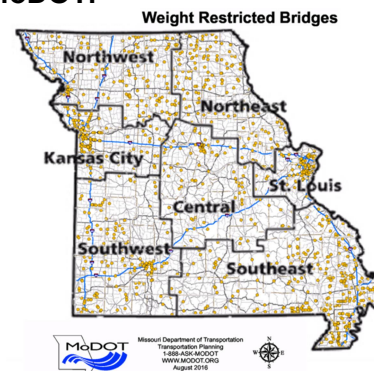 Weight Restricted Bridges
Northwest
Northeast
Kansas City
St. Louis
Central
Southwest
Southeast
MoDOT
Missouri Department of Transportation
Transportation Planning
1-888-ASK-MODOT
WWW.MODOT.ORG
August 2016
N
W E
S